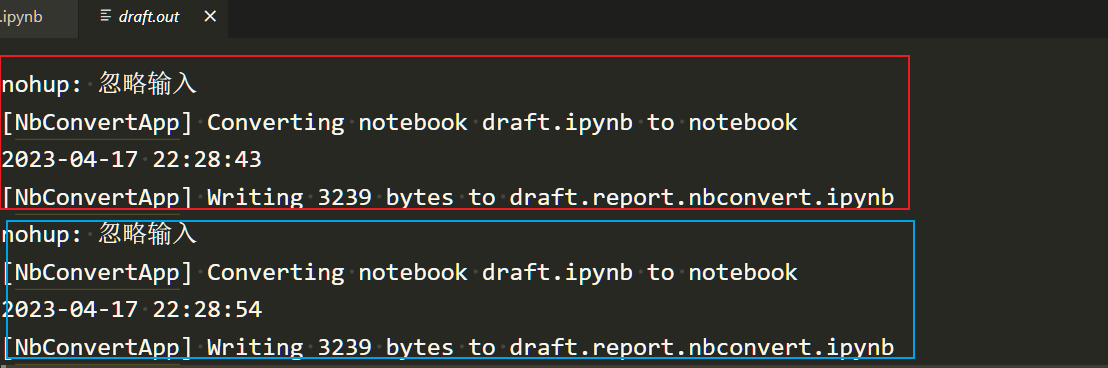 .ipynb
draft.out
nohup: 忽略输入
[NbConvertApp] Converting notebook draft.ipynb to notebook
2023-04-17 22:28:43
[NbConvertApp] Writing 3239 bytes to draft.report.nbconvert.ipynb
nohup: 忽略输入
[NbConvertApp] Converting notebook draft.ipynb to notebook
2023-04-17 22:28:54
[NbConvertApp] Writing 3239 bytes to draft.report.nbconvert.ipynb